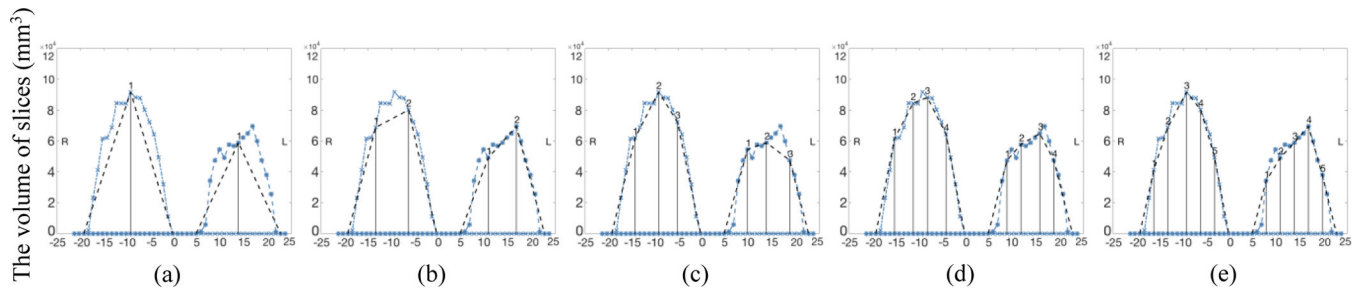 The volume of slices (mm³)
×10⁴ ×10⁴ ×10⁴ ×10⁴ ×10⁴
12 12 12 12 12
10 10 10 10 10
8 8 8 8 8
6 6 6 6 6
4 4 4 4 4
2 2 2 2 2
0 0 0 0 0
R 1 1 L R 1 2 1 2 L R 1 2 3 1 2 3 L R 1 2 3 4 1 2 3 4 L R 1 2 3 4 5 1 2 3 4 5 L
-25 -20 -15 -10 -5 0 5 10 15 20 25 -25 -20 -15 -10 -5 0 5 10 15 20 25 -25 -20 -15 -10 -5 0 5 10 15 20 25 -25 -20 -15 -10 -5 0 5 10 15 20 25 -25 -20 -15 -10 -5 0 5 10 15 20 25
(a) (b) (c) (d) (e)